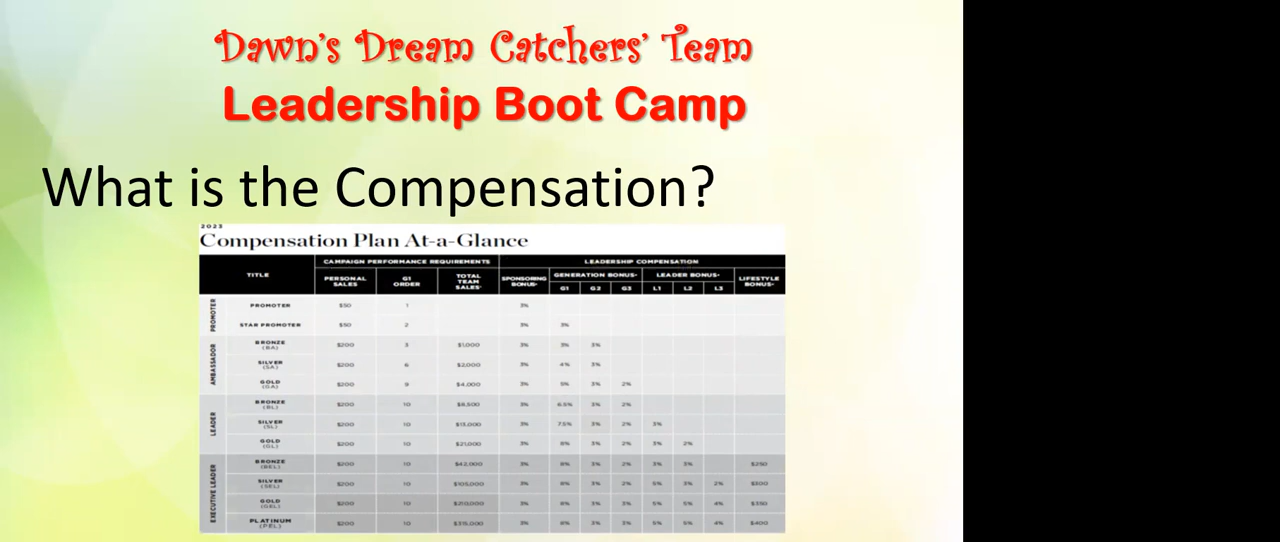 Dawn's Dream Catchers' Team
Leadership Boot Camp
What is the Compensation?
2023
Compensation Plan At-a-Glance
CAMPAIGN PERFORMANCE REQUIREMENTS LEADERSHIP COMPENSATION
TITLE PERSONAL SALES G1 ORDER TOTAL TEAM SALES SPONSORING BONUS GENERATION BONUS LEADER BONUS LIFESTYLE BONUS
G1 G2 G3 L1 L2 L3
PROMOTER
PROMOTER $50 1 3%
STAR PROMOTER $50 2 3% 3%
AMBASSADOR
BRONZE (BA) $200 3 $1,000 3% 3% 3%
SILVER (SA) $200 6 $2,000 3% 4% 3%
GOLD (GA) $200 9 $4,000 3% 5% 3% 2%
LEADER
BRONZE (BL) $200 10 $8,500 3% 6.5% 3% 2%
SILVER (SL) $200 10 $13,000 3% 7.5% 3% 2% 3%
GOLD (GL) $200 10 $21,000 3% 8% 3% 2% 3% 2%
EXECUTIVE LEADER
BRONZE (BEL) $200 10 $42,000 3% 8% 3% 2% 3% 3% $250
SILVER (SEL) $200 10 $105,000 3% 8% 3% 2% 5% 3% 2% $300
GOLD (GEL) $200 10 $210,000 3% 8% 3% 3% 5% 5% 4% $350
PLATINUM (PEL) $200 10 $315,000 3% 8% 3% 3% 5% 5% 4% $400